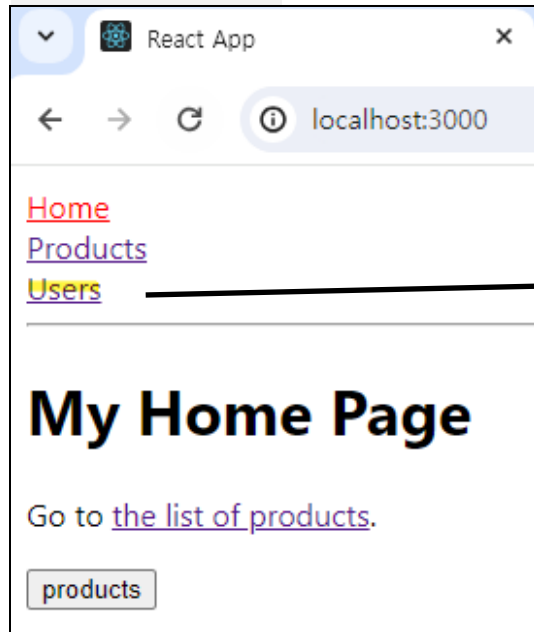 React App
localhost:3000
Home
Products
Users
My Home Page
Go to the list of products.
products